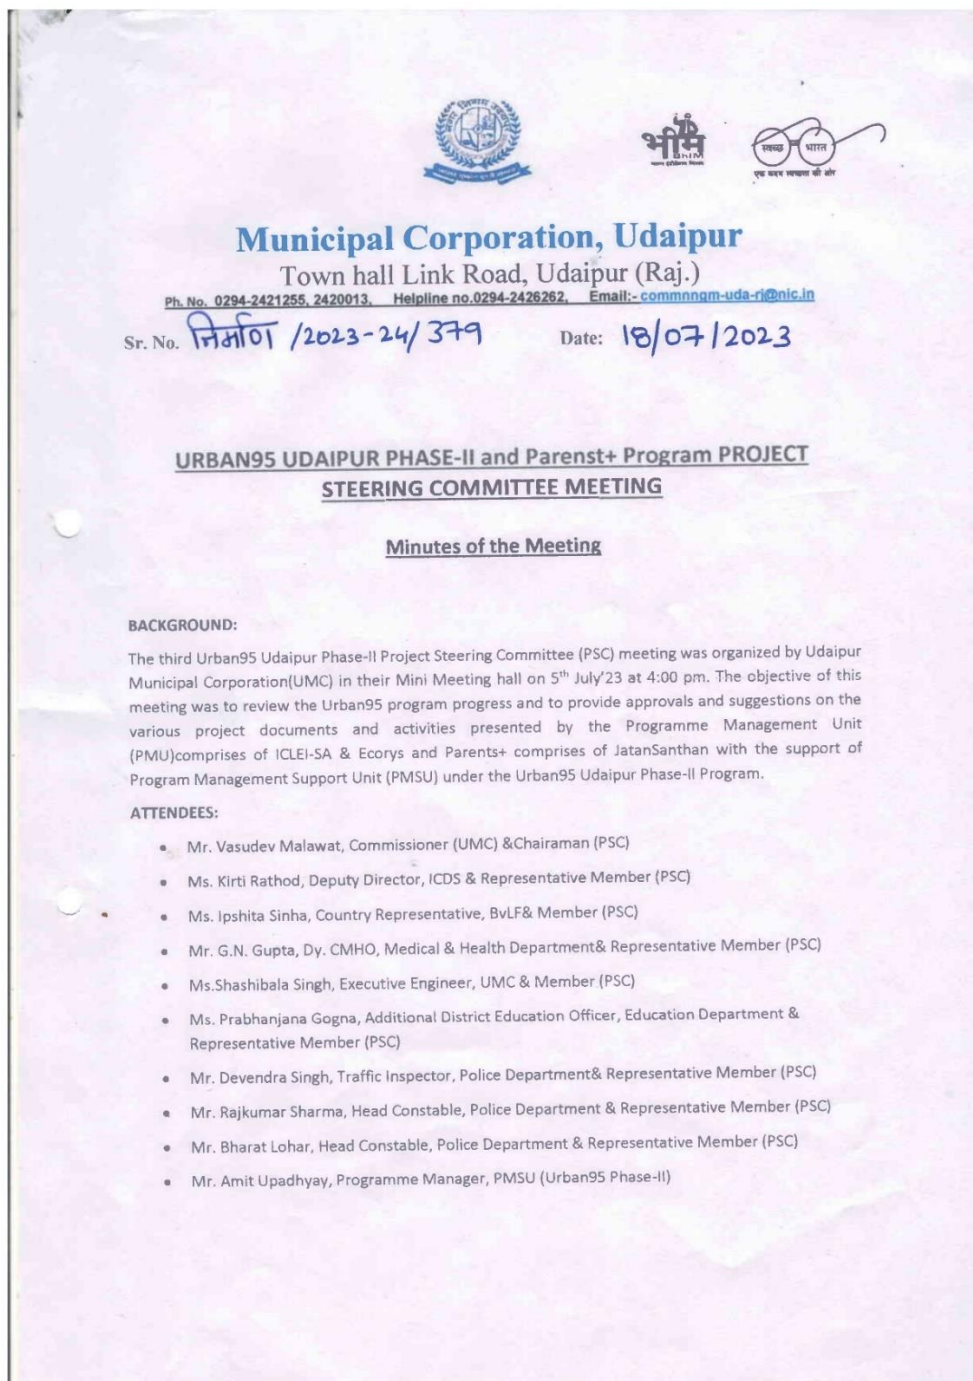 नगर निगम उदयपुर
भीम
BHIM
स्वच्छ भारत
एक कदम स्वच्छता की ओर
Municipal Corporation, Udaipur
Town hall Link Road, Udaipur (Raj.)
Ph. No. 0294-2421255, 2420013, Helpline no.0294-2426262, Email:- commnngm-uda-rj@nic.in
Sr. No. निर्माण /2023-24/379 Date: 18/07/2023
URBAN95 UDAIPUR PHASE-II and Parenst+ Program PROJECT
STEERING COMMITTEE MEETING
Minutes of the Meeting
BACKGROUND:
The third Urban95 Udaipur Phase-II Project Steering Committee (PSC) meeting was organized by Udaipur
Municipal Corporation(UMC) in their Mini Meeting hall on 5th July'23 at 4:00 pm. The objective of this
meeting was to review the Urban95 program progress and to provide approvals and suggestions on the
various project documents and activities presented by the Programme Management Unit
(PMU)comprises of ICLEI-SA & Ecorys and Parents+ comprises of JatanSanthan with the support of
Program Management Support Unit (PMSU) under the Urban95 Udaipur Phase-II Program.
ATTENDEES:
• Mr. Vasudev Malawat, Commissioner (UMC) &Chairaman (PSC)
• Ms. Kirti Rathod, Deputy Director, ICDS & Representative Member (PSC)
• Ms. Ipshita Sinha, Country Representative, BvLF& Member (PSC)
• Mr. G.N. Gupta, Dy. CMHO, Medical & Health Department& Representative Member (PSC)
• Ms.Shashibala Singh, Executive Engineer, UMC & Member (PSC)
• Ms. Prabhanjana Gogna, Additional District Education Officer, Education Department &
Representative Member (PSC)
• Mr. Devendra Singh, Traffic Inspector, Police Department& Representative Member (PSC)
• Mr. Rajkumar Sharma, Head Constable, Police Department & Representative Member (PSC)
• Mr. Bharat Lohar, Head Constable, Police Department & Representative Member (PSC)
• Mr. Amit Upadhyay, Programme Manager, PMSU (Urban95 Phase-II)